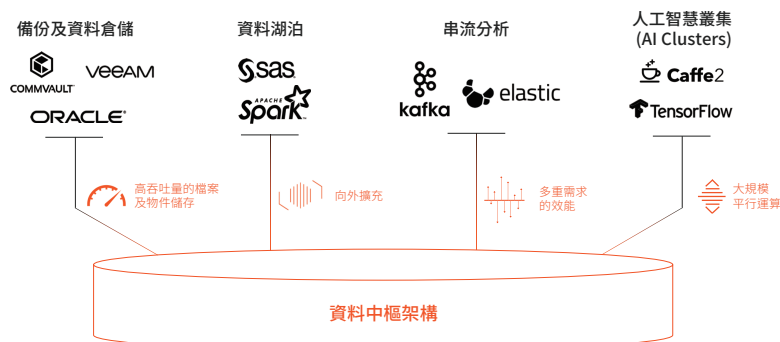 備份及資料倉儲
COMMVAULT
VEEAM
ORACLE
資料湖泊
sas
APACHE
Spark
串流分析
kafka
elastic
人工智慧叢集
(AI Clusters)
Caffe2
TensorFlow
高吞吐量的檔案
及物件儲存
向外擴充
多重需求
的效能
大規模
平行運算
資料中樞架構